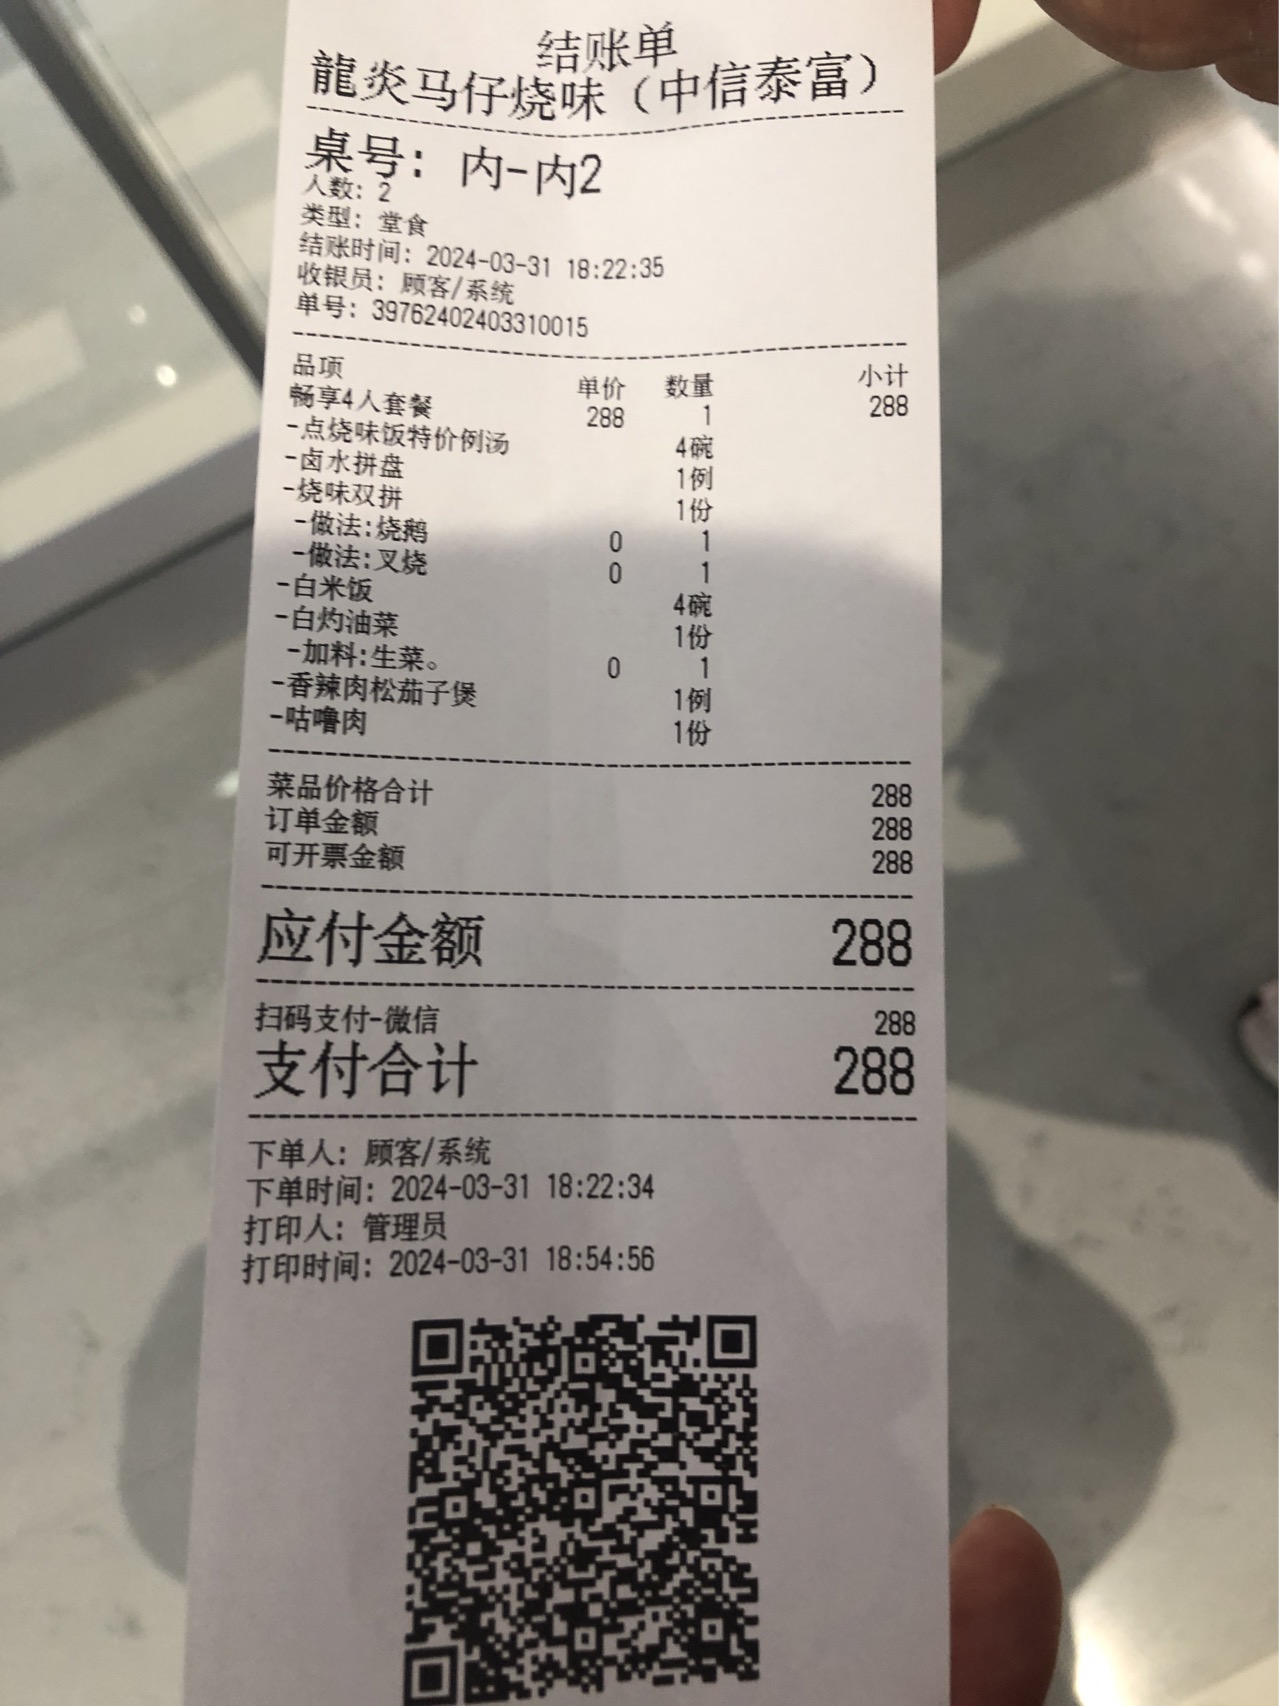 结账单
龍炎马仔烧味（中信泰富）
桌号：内-内2
人数：2
类型：堂食
结账时间：2024-03-31 18:22:35
收银员：顾客/系统
单号：39762402403310015
品项 单价 数量 小计
畅享4人套餐 288 1 288
-点烧味饭特价例汤 4碗
-卤水拼盘 1例
-烧味双拼 1份
-做法:烧鹅 0 1
-做法:叉烧 0 1
-白米饭 4碗
-白灼油菜 1份
-加料:生菜。 0 1
-香辣肉松茄子煲 1例
-咕噜肉 1份
菜品价格合计 288
订单金额 288
可开票金额 288
应付金额 288
扫码支付-微信 288
支付合计 288
下单人：顾客/系统
下单时间：2024-03-31 18:22:34
打印人：管理员
打印时间：2024-03-31 18:54:56